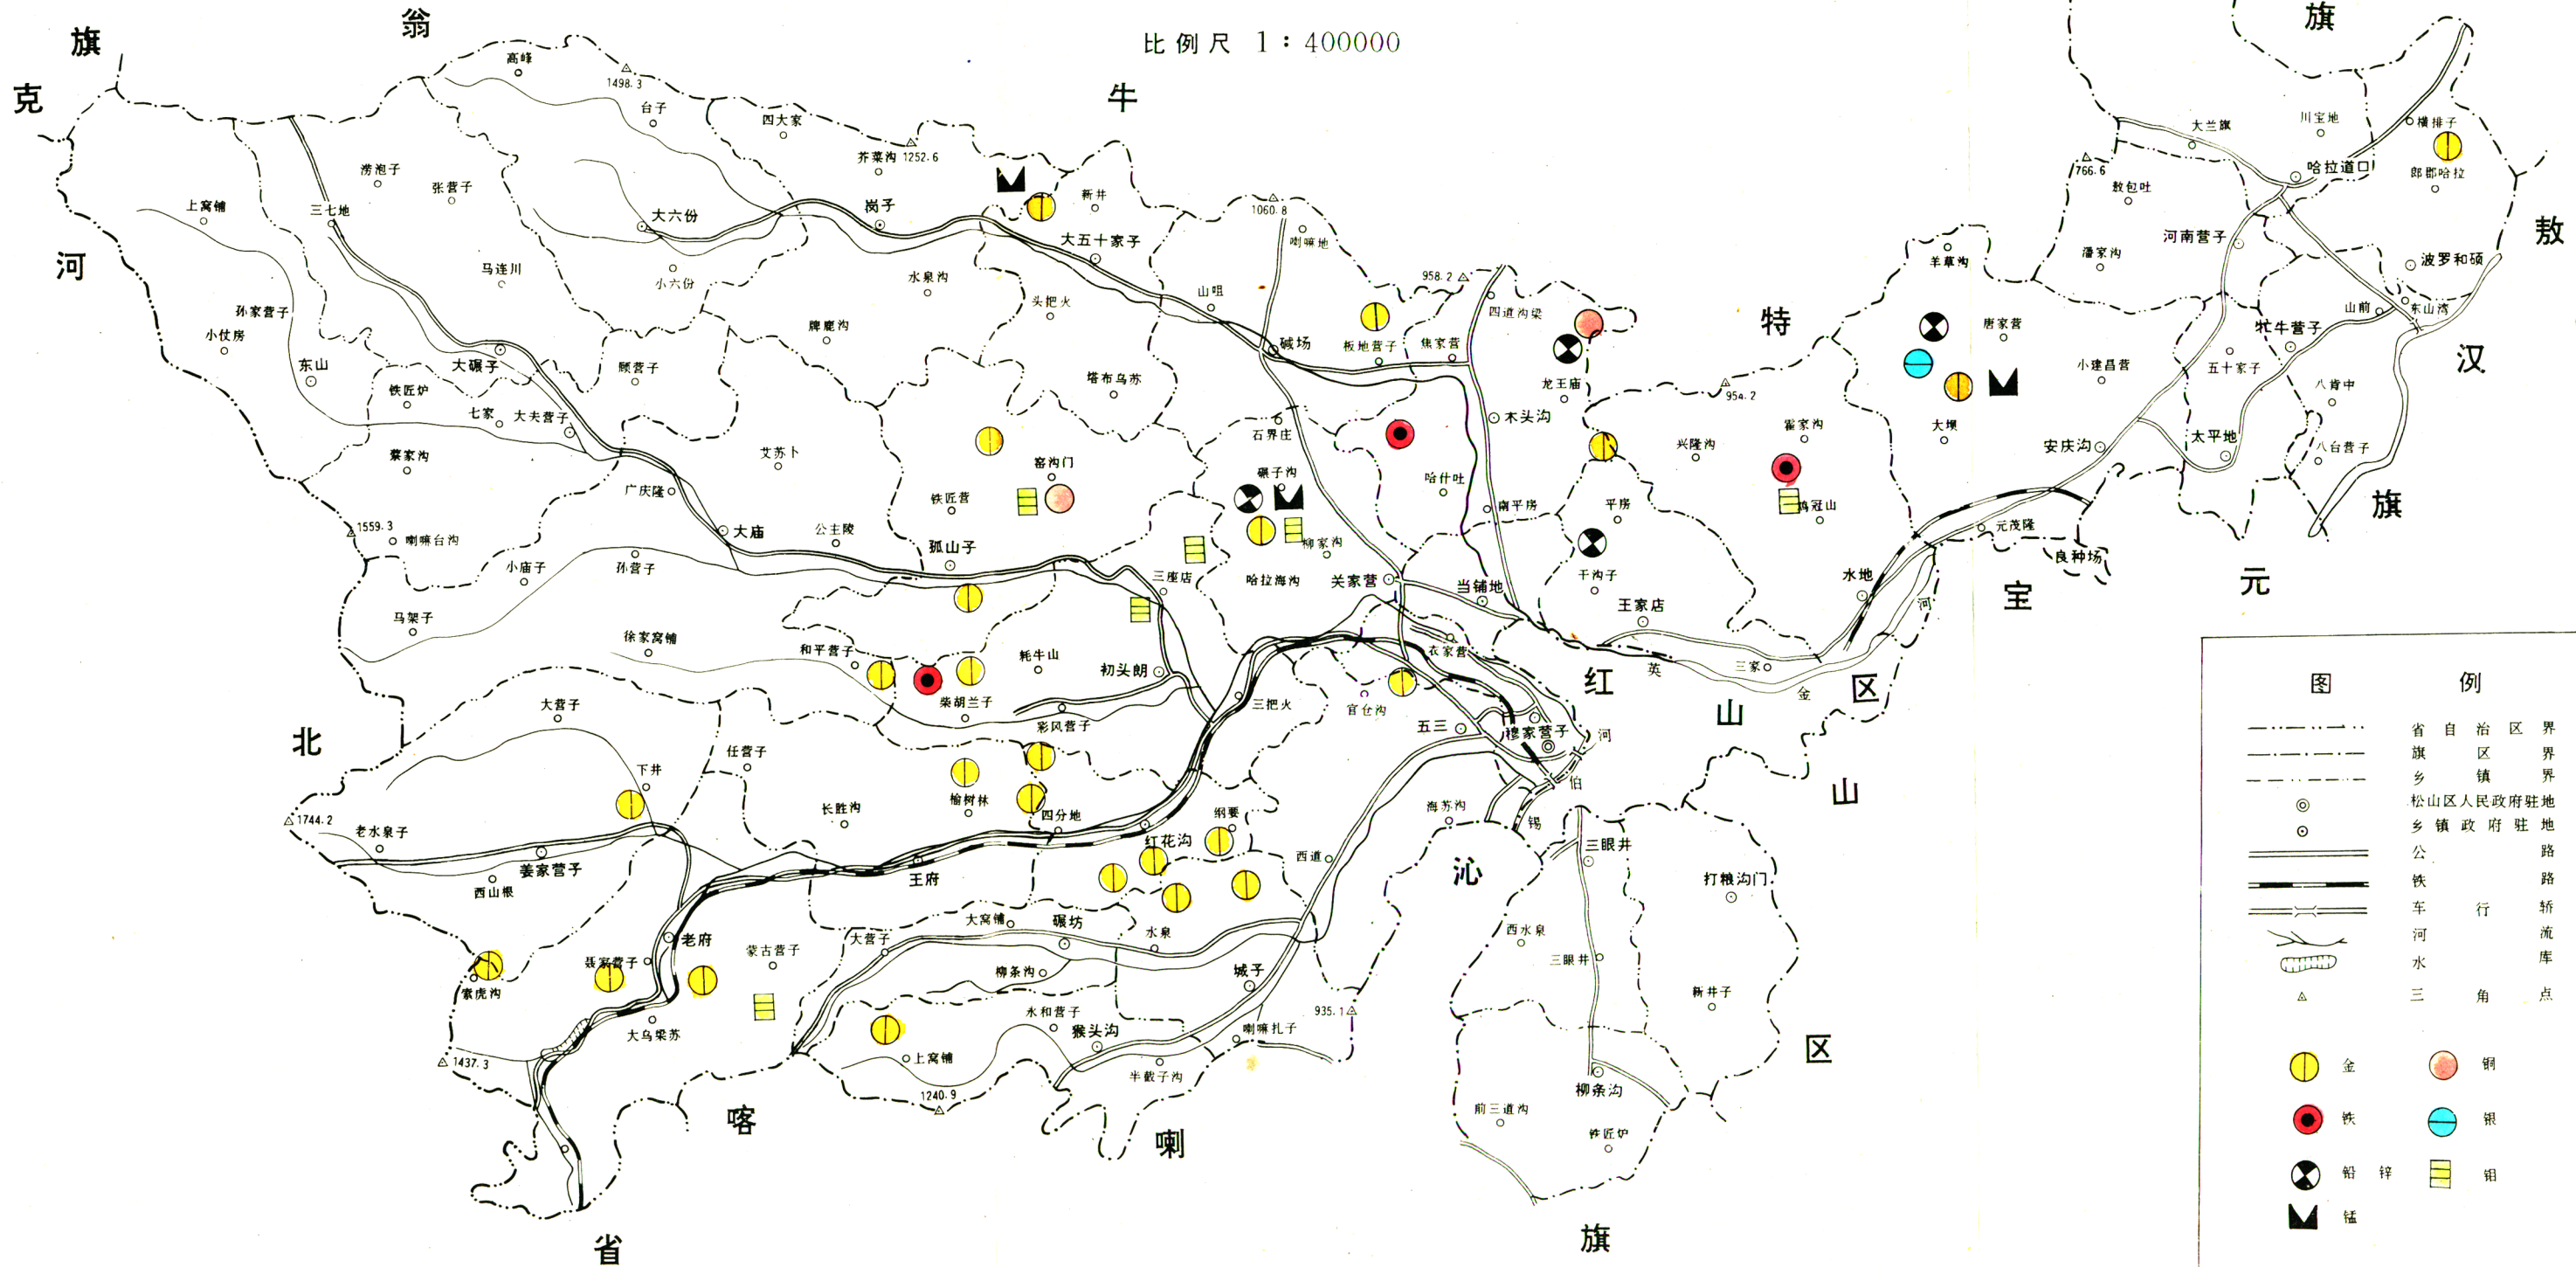 比例尺 1：400000
翁
牛
特
旗
克
旗
河
北
省
喀
喇
沁
旗
敖
汉
旗
元
宝
山
区
红
山
区
高峰
1498.3
台子
四大家
芥菜沟 1252.6
涝泡子
张营子
上窝铺
三七地
大六份
岗子
新井
大五十家子
1060.8
喇嘛地
马连川
小六份
水泉沟
头把火
山咀
958.2
四道沟梁
孙家营子
小仗房
东山
大碾子
牌鹿沟
顾营子
碱场
板地营子
焦家营
龙王庙
塔布乌苏
铁匠炉
七家
大夫营子
蔡家沟
艾苏卜
窑沟门
铁匠营
石界庄
碾子沟
木头沟
哈什吐
南平房
平房
兴隆沟
霍家沟
954.2
鸡冠山
广庆隆
大庙
公主陵
孤山子
1559.3
喇嘛台沟
小庙子
孙营子
三座店
柳家沟
哈拉海沟
关家营
当铺地
干沟子
王家店
水地
元茂隆
良种场
马架子
徐家窝铺
和平营子
柴胡兰子
耗牛山
初头朗
彩风营子
三把火
衣家营
官仓沟
五三
穆家营子
三家
英
金
河
锡
伯
河
大营子
任营子
下井
长胜沟
榆树林
四分地
红花沟
纲要
海苏沟
西道
1744.2
老水泉子
姜家营子
西山根
王府
三眼井
打粮沟门
老府
蒙古营子
聂家营子
索虎沟
大营子
大窝铺
碾坊
水泉
柳条沟
城子
西水泉
三眼井
新井子
大乌梁苏
永和营子
猴头沟
喇嘛扎子
935.1
1437.3
上窝铺
半截子沟
1240.9
柳条沟
前三道沟
铁匠炉
大兰旗
川宝地
横排子
哈拉道口
郎郡哈拉
766.6
敖包吐
潘家沟
河南营子
波罗和硕
羊草沟
山前
东山湾
牤牛营子
唐家营
小建昌营
五十家子
八肯中
大坝
安庆沟
太平地
八台营子
图 例
省自治区界
旗区界
乡镇界
松山区人民政府驻地
乡镇政府驻地
公路
铁路
车行桥
河流
水库
三角点
金 铜
铁 银
铅锌 钼
锰